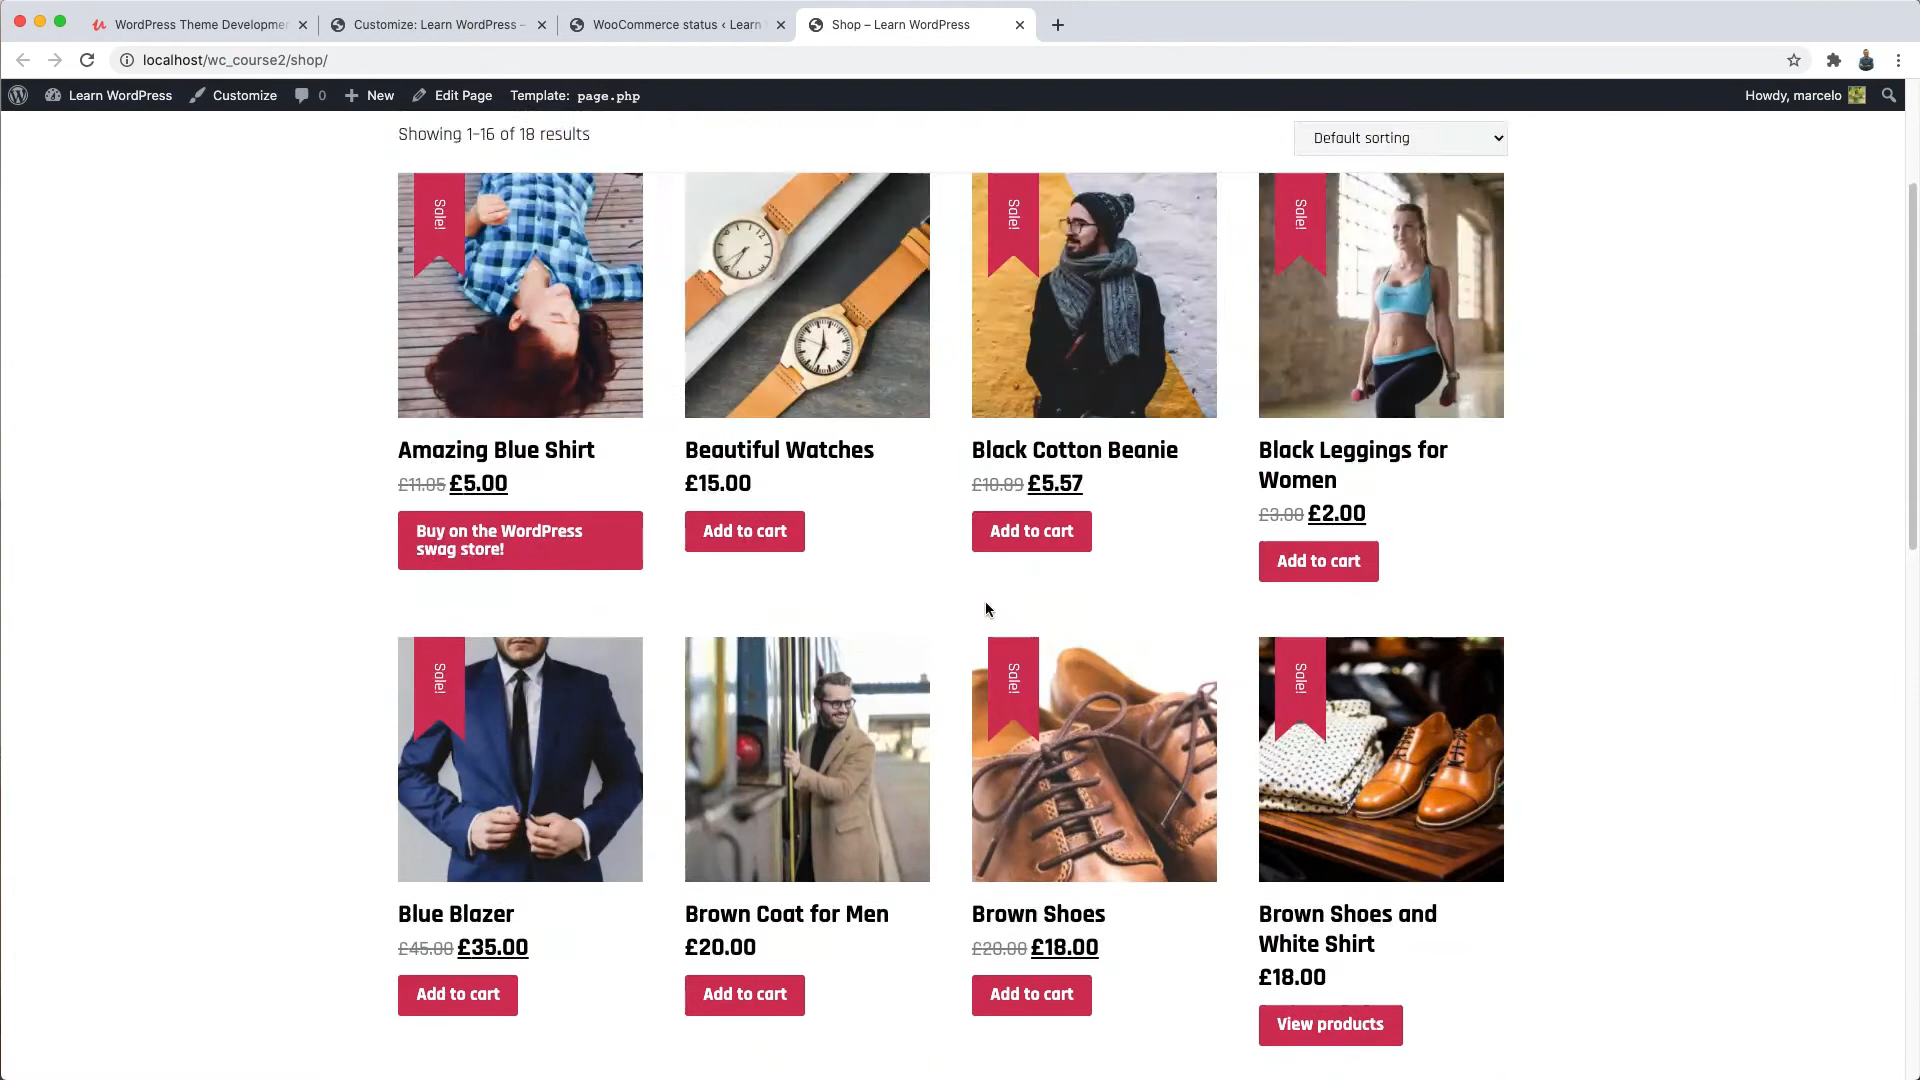 WordPress Theme Developmen
Customize: Learn WordPress –
WooCommerce status ‹ Learn
Shop – Learn WordPress
localhost/wc_course2/shop/
Learn WordPress Customize 0 New Edit Page Template: page.php Howdy, marcelo
Showing 1–16 of 18 results
Default sorting
Sale!
Sale!
Sale!
Amazing Blue Shirt
£11.05 £5.00
Buy on the WordPress
swag store!
Beautiful Watches
£15.00
Add to cart
Black Cotton Beanie
£10.89 £5.57
Add to cart
Black Leggings for
Women
£3.00 £2.00
Add to cart
Sale!
Sale!
Sale!
Blue Blazer
£45.00 £35.00
Add to cart
Brown Coat for Men
£20.00
Add to cart
Brown Shoes
£20.00 £18.00
Add to cart
Brown Shoes and
White Shirt
£18.00
View products